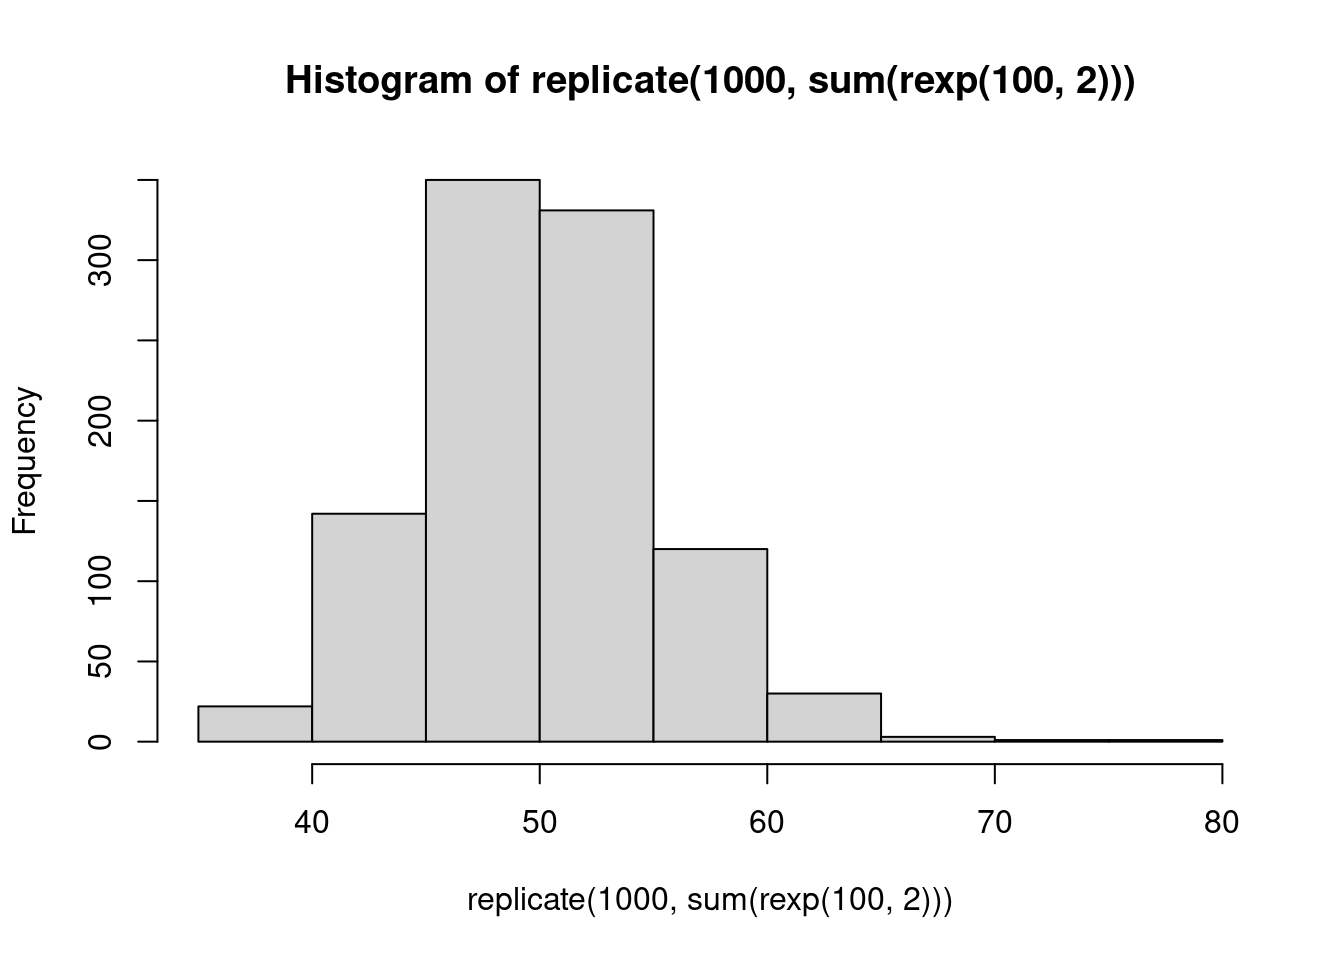 Histogram of replicate(1000, sum(rexp(100, 2)))
Frequency
300
200
100
50
0
40 50 60 70 80
replicate(1000, sum(rexp(100, 2)))